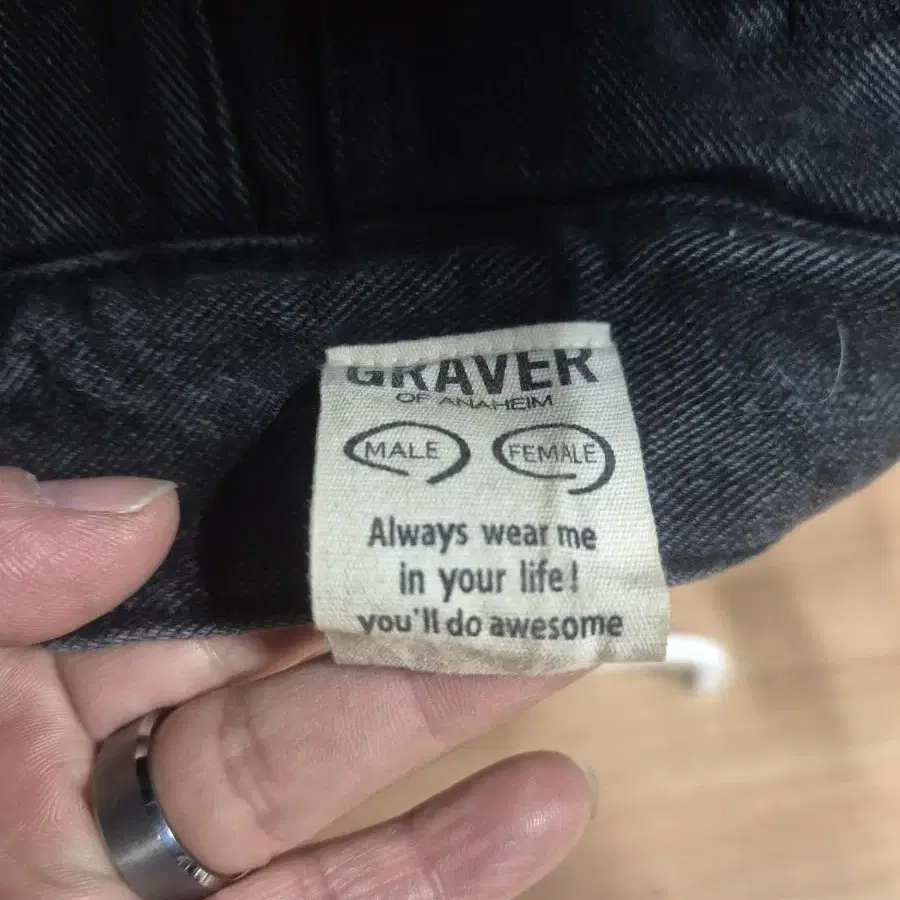 GRAVER
OF ANAHEIM
MALE FEMALE
Always wear me
in your life!
you'll do awesome